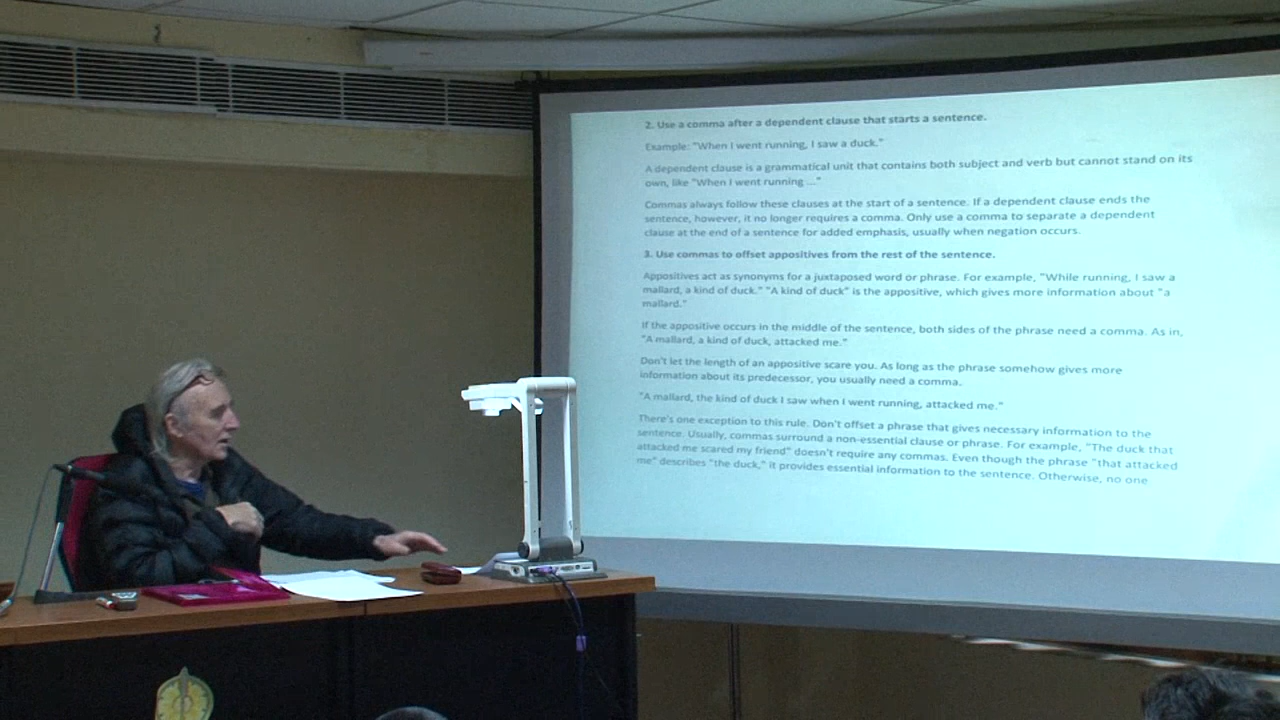 2. Use a comma after a dependent clause that starts a sentence.
Example: "When I went running, I saw a duck."
A dependent clause is a grammatical unit that contains both subject and verb but cannot stand on its
own, like "When I went running ..."
Commas always follow these clauses at the start of a sentence. If a dependent clause ends the
sentence, however, it no longer requires a comma. Only use a comma to separate a dependent
clause at the end of a sentence for added emphasis, usually when negation occurs.
3. Use commas to offset appositives from the rest of the sentence.
Appositives act as synonyms for a juxtaposed word or phrase. For example, "While running, I saw a
mallard, a kind of duck." "A kind of duck" is the appositive, which gives more information about "a
mallard."
If the appositive occurs in the middle of the sentence, both sides of the phrase need a comma. As in,
"A mallard, a kind of duck, attacked me."
Don't let the length of an appositive scare you. As long as the phrase somehow gives more
information about its predecessor, you usually need a comma.
"A mallard, the kind of duck I saw when I went running, attacked me."
There's one exception to this rule. Don't offset a phrase that gives necessary information to the
sentence. Usually, commas surround a non-essential clause or phrase. For example, "The duck that
attacked me scared my friend" doesn't require any commas. Even though the phrase "that attacked
me" describes "the duck," it provides essential information to the sentence. Otherwise, no one